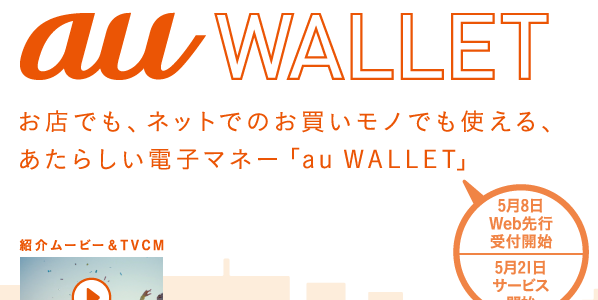 au WALLET
お店でも、ネットでのお買いモノでも使える、
あたらしい電子マネー「au WALLET」
紹介ムービー＆TVCM
5月8日
Web先行
受付開始
5月21日
サービス
開始